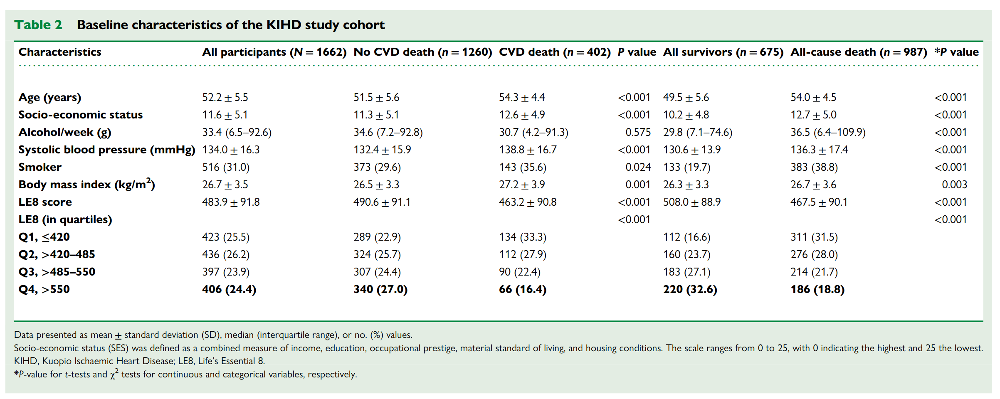 Table 2 Baseline characteristics of the KIHD study cohort
Characteristics All participants (N = 1662) No CVD death (n = 1260) CVD death (n = 402) P value All survivors (n = 675) All-cause death (n = 987) *P value
Age (years) 52.2 ± 5.5 51.5 ± 5.6 54.3 ± 4.4 <0.001 49.5 ± 5.6 54.0 ± 4.5 <0.001
Socio-economic status 11.6 ± 5.1 11.3 ± 5.1 12.6 ± 4.9 <0.001 10.2 ± 4.8 12.7 ± 5.0 <0.001
Alcohol/week (g) 33.4 (6.5–92.6) 34.6 (7.2–92.8) 30.7 (4.2–91.3) 0.575 29.8 (7.1–74.6) 36.5 (6.4–109.9) <0.001
Systolic blood pressure (mmHg) 134.0 ± 16.3 132.4 ± 15.9 138.8 ± 16.7 <0.001 130.6 ± 13.9 136.3 ± 17.4 <0.001
Smoker 516 (31.0) 373 (29.6) 143 (35.6) 0.024 133 (19.7) 383 (38.8) <0.001
Body mass index (kg/m²) 26.7 ± 3.5 26.5 ± 3.3 27.2 ± 3.9 0.001 26.3 ± 3.3 26.7 ± 3.6 0.003
LE8 score 483.9 ± 91.8 490.6 ± 91.1 463.2 ± 90.8 <0.001 508.0 ± 88.9 467.5 ± 90.1 <0.001
LE8 (in quartiles) <0.001 <0.001
Q1, ≤420 423 (25.5) 289 (22.9) 134 (33.3) 112 (16.6) 311 (31.5)
Q2, >420–485 436 (26.2) 324 (25.7) 112 (27.9) 160 (23.7) 276 (28.0)
Q3, >485–550 397 (23.9) 307 (24.4) 90 (22.4) 183 (27.1) 214 (21.7)
Q4, >550 406 (24.4) 340 (27.0) 66 (16.4) 220 (32.6) 186 (18.8)
Data presented as mean ± standard deviation (SD), median (interquartile range), or no. (%) values.
Socio-economic status (SES) was defined as a combined measure of income, education, occupational prestige, material standard of living, and housing conditions. The scale ranges from 0 to 25, with 0 indicating the highest and 25 the lowest.
KIHD, Kuopio Ischaemic Heart Disease; LE8, Life’s Essential 8.
*P-value for t-tests and χ² tests for continuous and categorical variables, respectively.